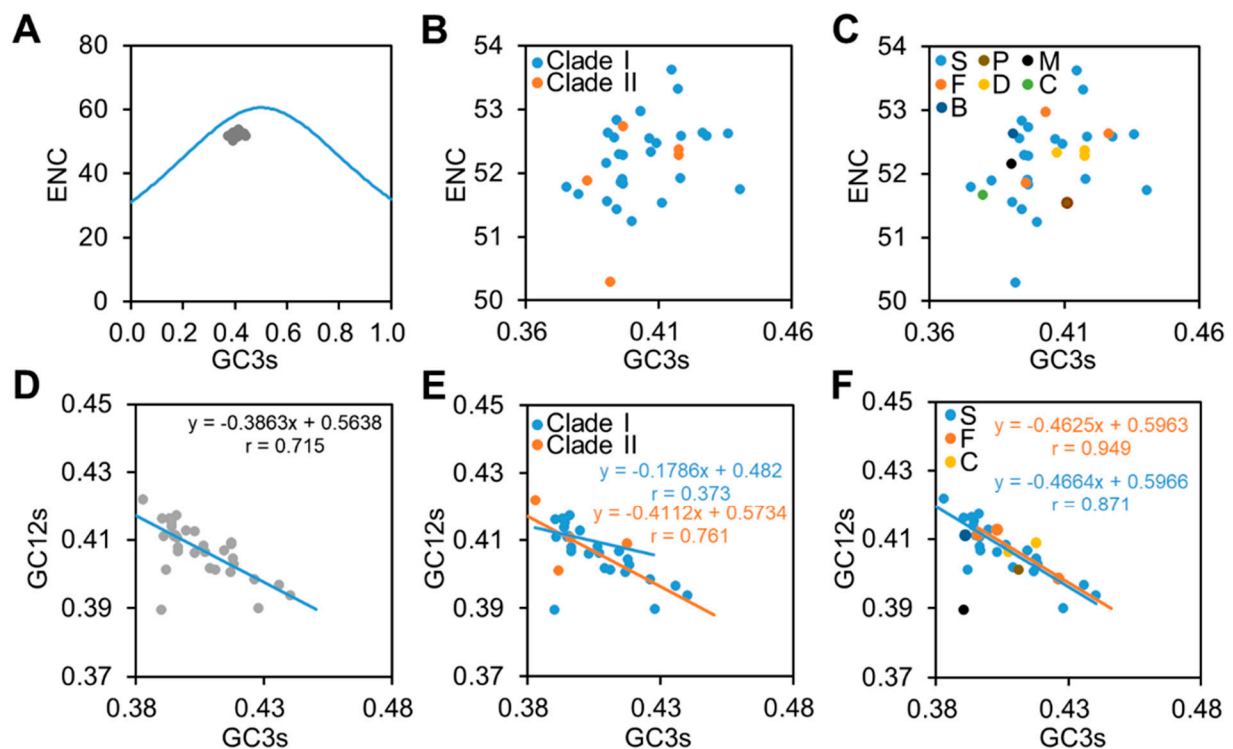 A
ENC
80
60
40
20
0
0.0 0.2 0.4 0.6 0.8 1.0
GC3s
B
ENC
54
53
52
51
50
Clade I
Clade II
0.36 0.41 0.46
GC3s
C
ENC
54
53
52
51
50
S P M
F D C
B
0.36 0.41 0.46
GC3s
D
GC12s
0.45
0.43
0.41
0.39
0.37
y = -0.3863x + 0.5638
r = 0.715
0.38 0.43 0.48
GC3s
E
GC12s
0.45
0.43
0.41
0.39
0.37
Clade I
Clade II
y = -0.1786x + 0.482
r = 0.373
y = -0.4112x + 0.5734
r = 0.761
0.38 0.43 0.48
GC3s
F
GC12s
0.45
0.43
0.41
0.39
0.37
S
F
C
y = -0.4625x + 0.5963
r = 0.949
y = -0.4664x + 0.5966
r = 0.871
0.38 0.43 0.48
GC3s